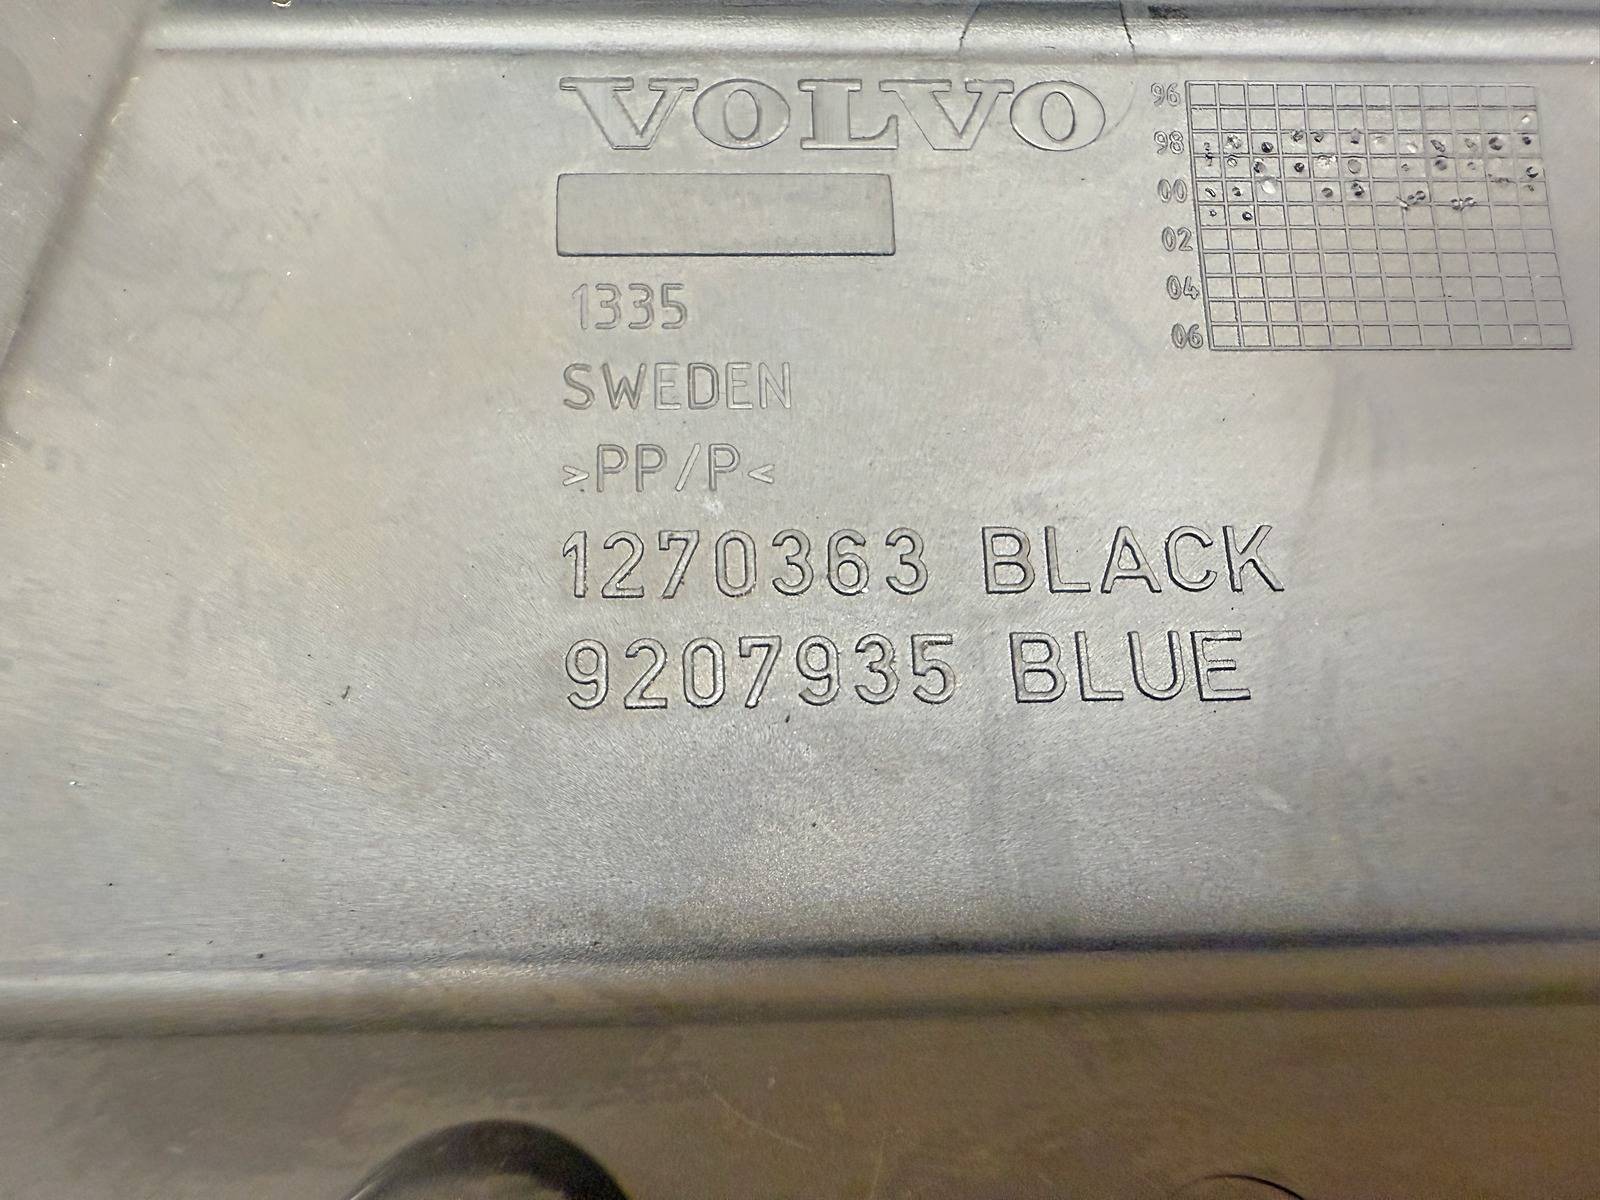 VOLVO
1335
SWEDEN
>PP/P<
1270363 BLACK
9207935 BLUE
96
98
00
02
04
06